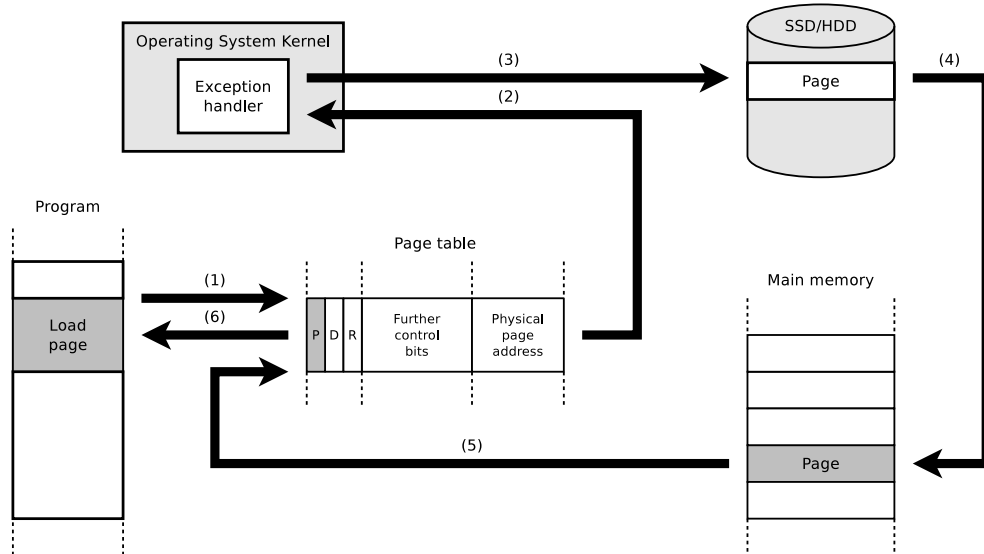 Operating System Kernel
Exception
handler
(3)
(2)
SSD/HDD
Page
(4)
Program
Load
page
(1)
(6)
Page table
P
D
R
Further
control
bits
Physical
page
address
(5)
Main memory
Page